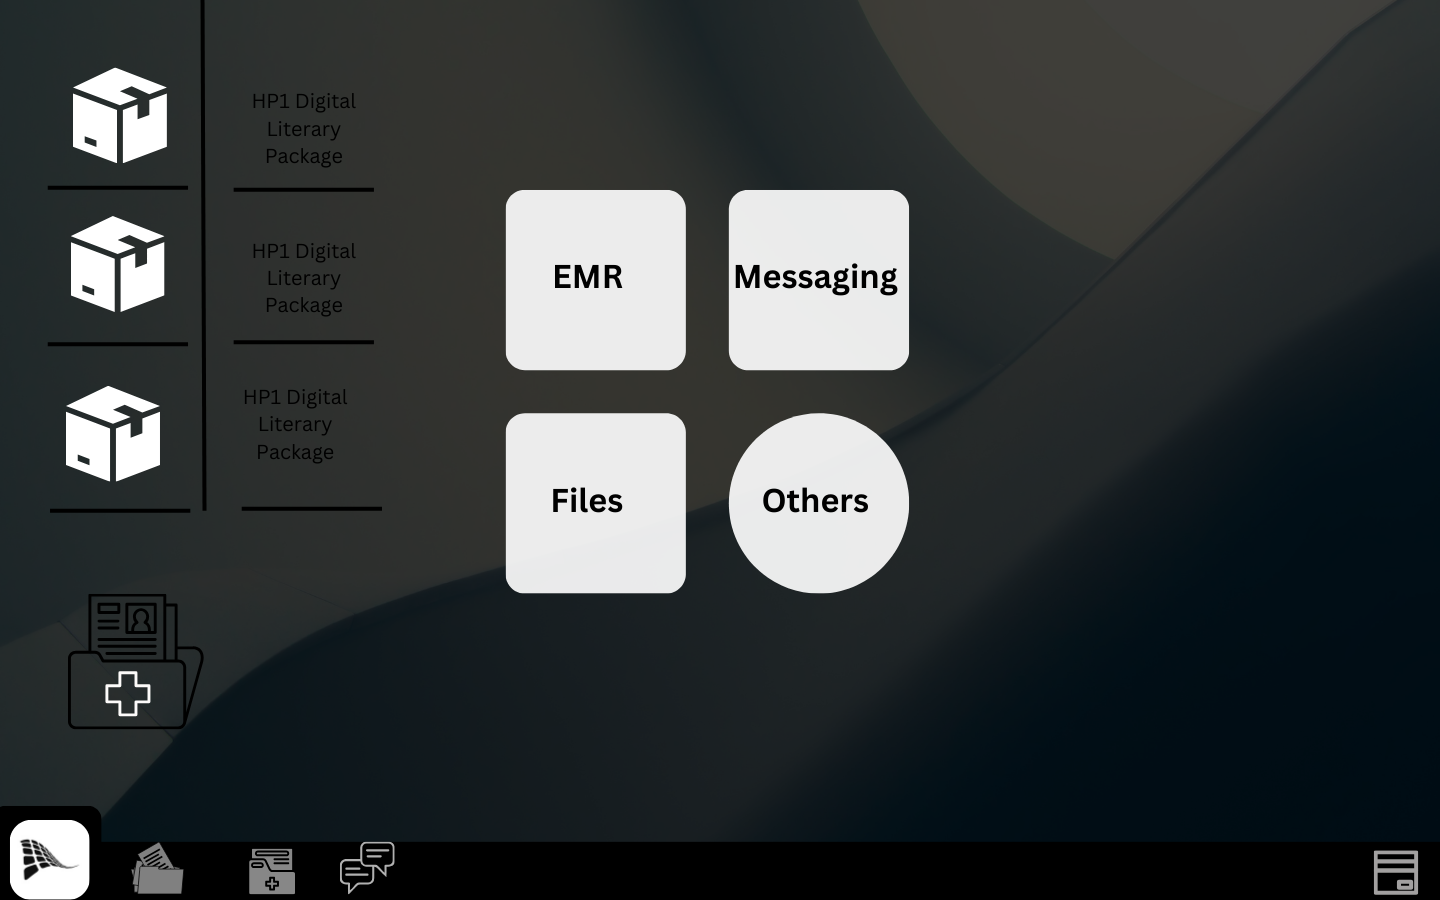 HP1 Digital
Literary
Package
HP1 Digital
Literary
Package
HP1 Digital
Literary
Package
EMR
Messaging
Files
Others